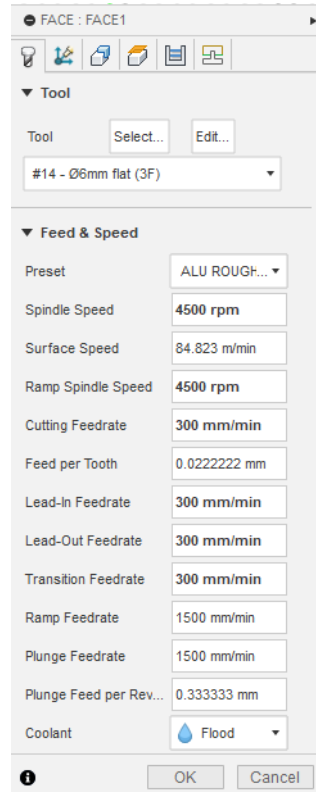 FACE : FACE1
Tool
Tool Select... Edit...
#14 - Ø6mm flat (3F)
Feed & Speed
Preset ALU ROUGH...
Spindle Speed 4500 rpm
Surface Speed 84.823 m/min
Ramp Spindle Speed 4500 rpm
Cutting Feedrate 300 mm/min
Feed per Tooth 0.0222222 mm
Lead-In Feedrate 300 mm/min
Lead-Out Feedrate 300 mm/min
Transition Feedrate 300 mm/min
Ramp Feedrate 1500 mm/min
Plunge Feedrate 1500 mm/min
Plunge Feed per Rev... 0.333333 mm
Coolant Flood
OK Cancel